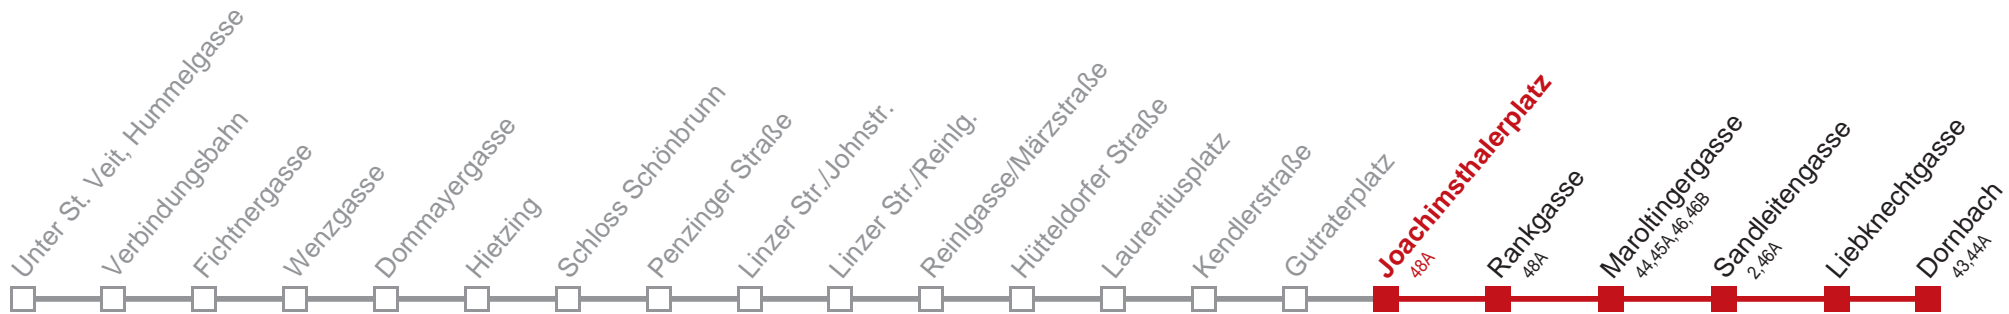 Unter St. Veit, Hummelgasse
Verbindungsbahn
Fichtnergasse
Wenzgasse
Dommayergasse
Hietzing
Schloss Schönbrunn
Penzinger Straße
Linzer Str./Johnstr.
Linzer Str./Reinlg.
Reinlgasse/Märzstraße
Hütteldorfer Straße
Laurentiusplatz
Kendlerstraße
Gutraterplatz
Joachimsthalerplatz
48A
Rankgasse
48A
Maroltingergasse
44,45A,46,46B
Sandleitengasse
2,46A
Liebknechtgasse
Dornbach
43,44A